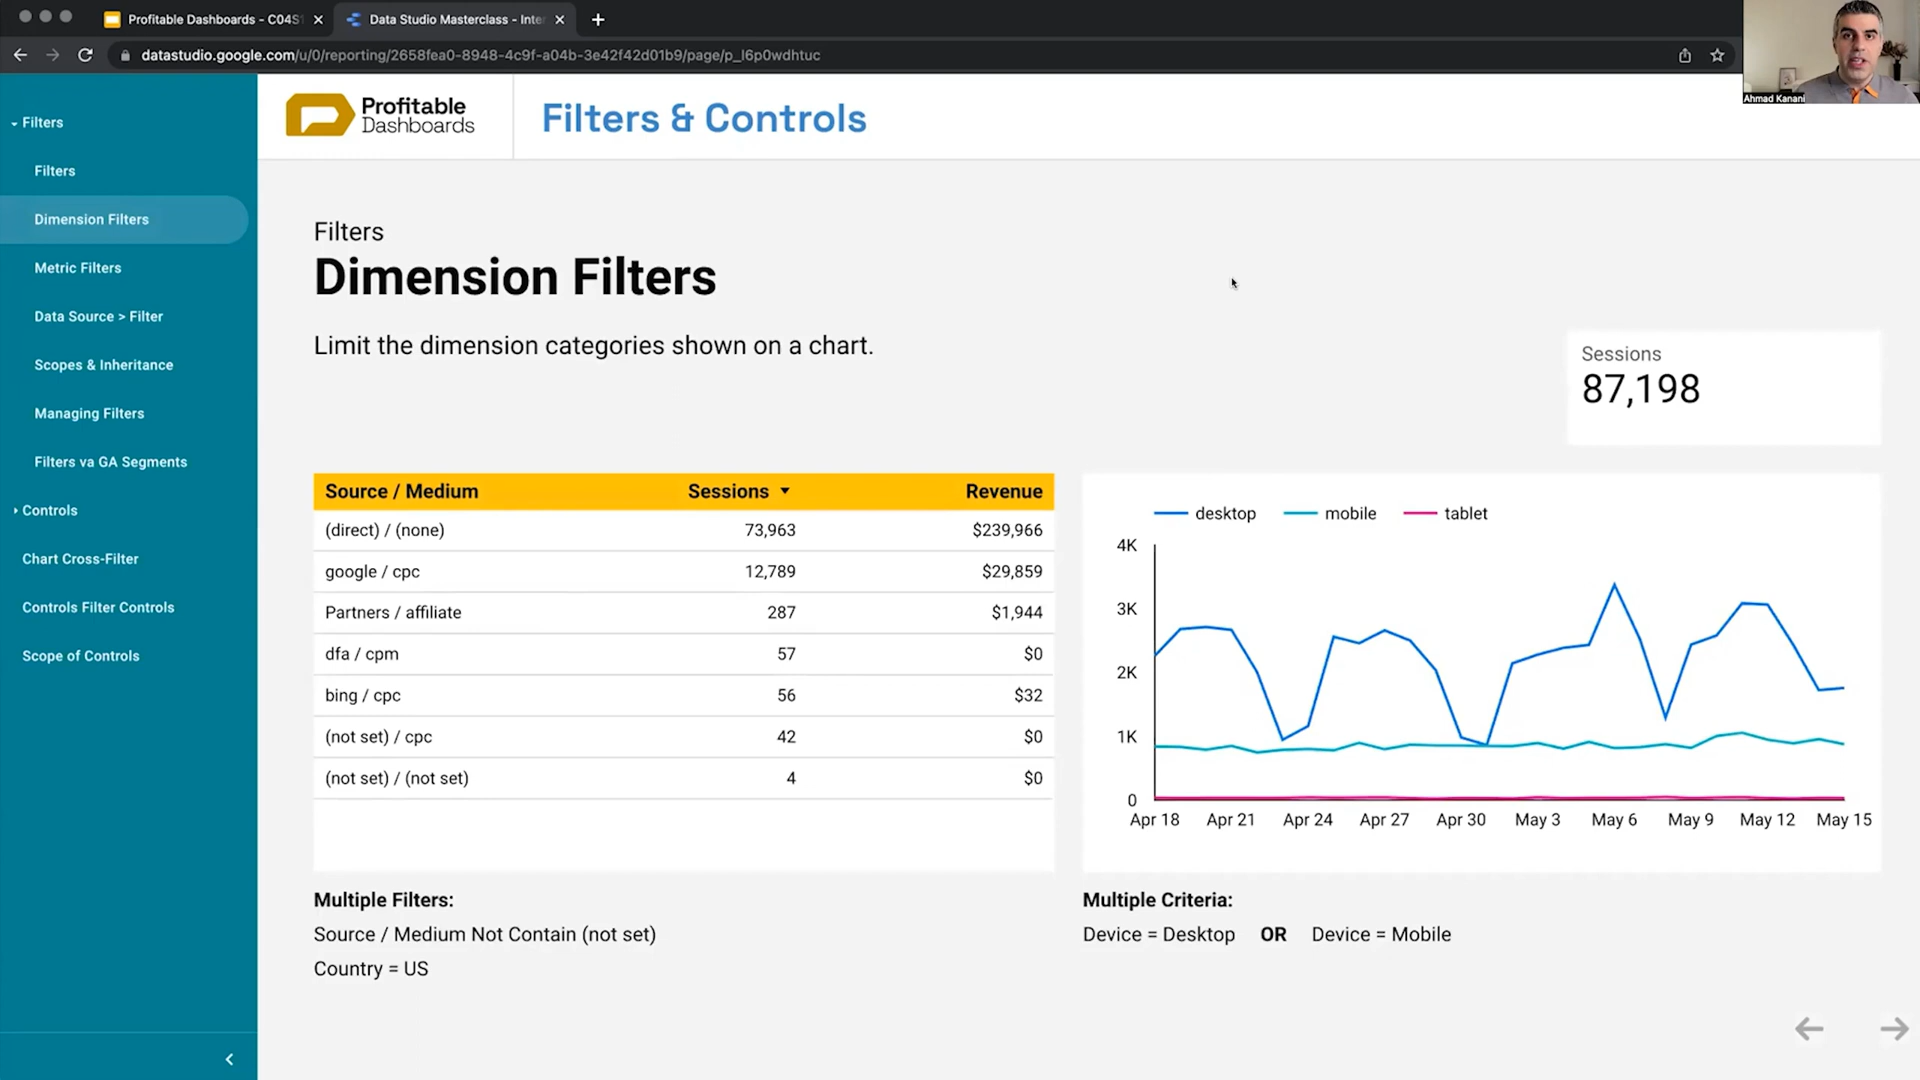 Profitable Dashboards - C04S
Data Studio Masterclass - Inte
datastudio.google.com/u/0/reporting/2658fea0-8948-4c9f-a04b-3e42f42d01b9/page/p_l6p0wdhtuc
Ahmad Kanani
Filters
Filters
Dimension Filters
Metric Filters
Data Source > Filter
Scopes & Inheritance
Managing Filters
Filters va GA Segments
Controls
Chart Cross-Filter
Controls Filter Controls
Scope of Controls
Profitable
Dashboards
Filters & Controls
Filters
Dimension Filters
Limit the dimension categories shown on a chart.
Sessions
87,198
Source / Medium Sessions Revenue
(direct) / (none) 73,963 $239,966
google / cpc 12,789 $29,859
Partners / affiliate 287 $1,944
dfa / cpm 57 $0
bing / cpc 56 $32
(not set) / cpc 42 $0
(not set) / (not set) 4 $0
desktop mobile tablet
4K
3K
2K
1K
0
Apr 18 Apr 21 Apr 24 Apr 27 Apr 30 May 3 May 6 May 9 May 12 May 15
Multiple Filters:
Source / Medium Not Contain (not set)
Country = US
Multiple Criteria:
Device = Desktop OR Device = Mobile